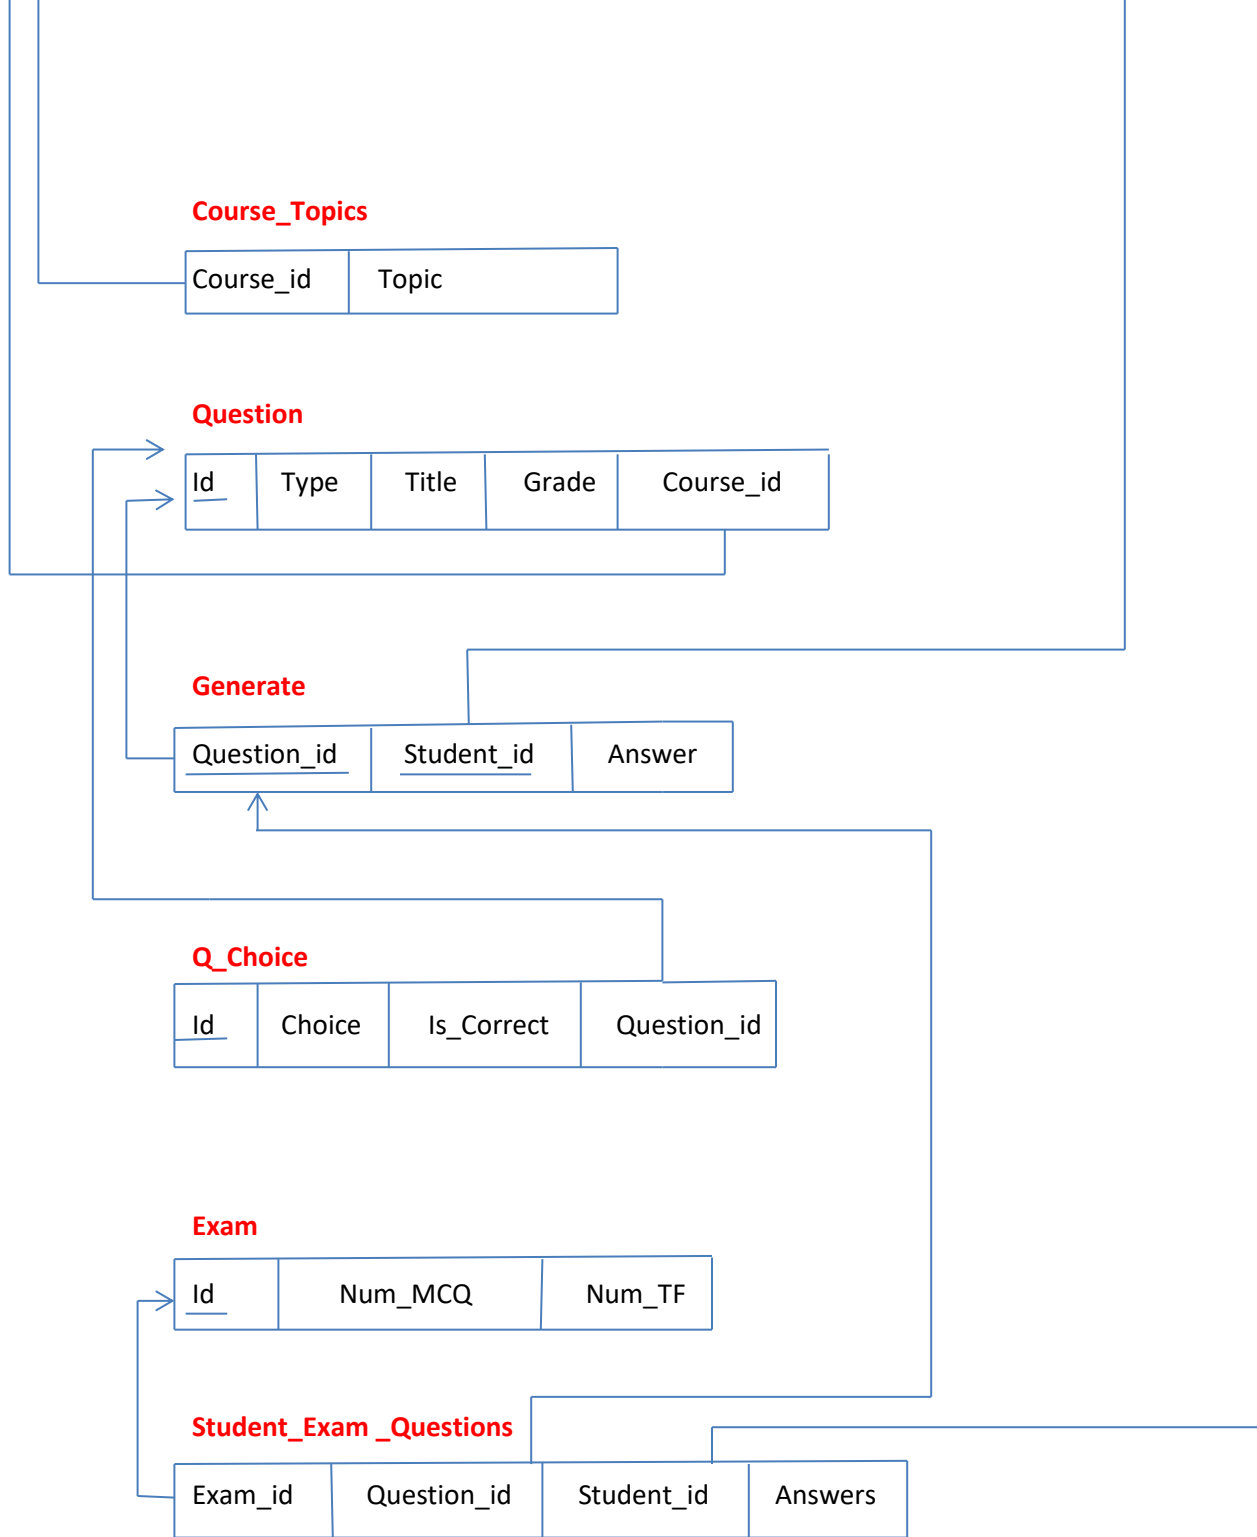 Course_Topics
Course_id Topic
Question
Id Type Title Grade Course_id
Generate
Question_id Student_id Answer
Q_Choice
Id Choice Is_Correct Question_id
Exam
Id Num_MCQ Num_TF
Student_Exam _Questions
Exam_id Question_id Student_id Answers